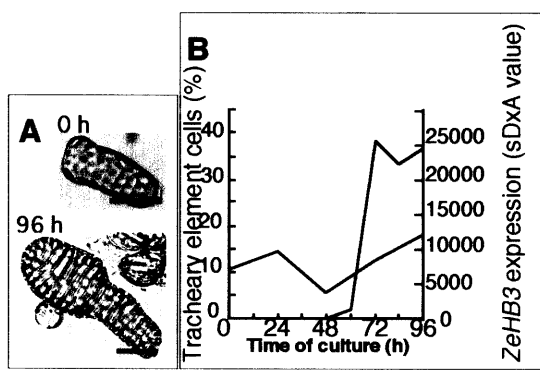 A
0 h
96 h
B
Tracheary element cells (%)
40
30
20
10
0
25000
20000
15000
10000
5000
0
ZeHB3 expression (sDxA value)
0 24 48 72 96
Time of culture (h)